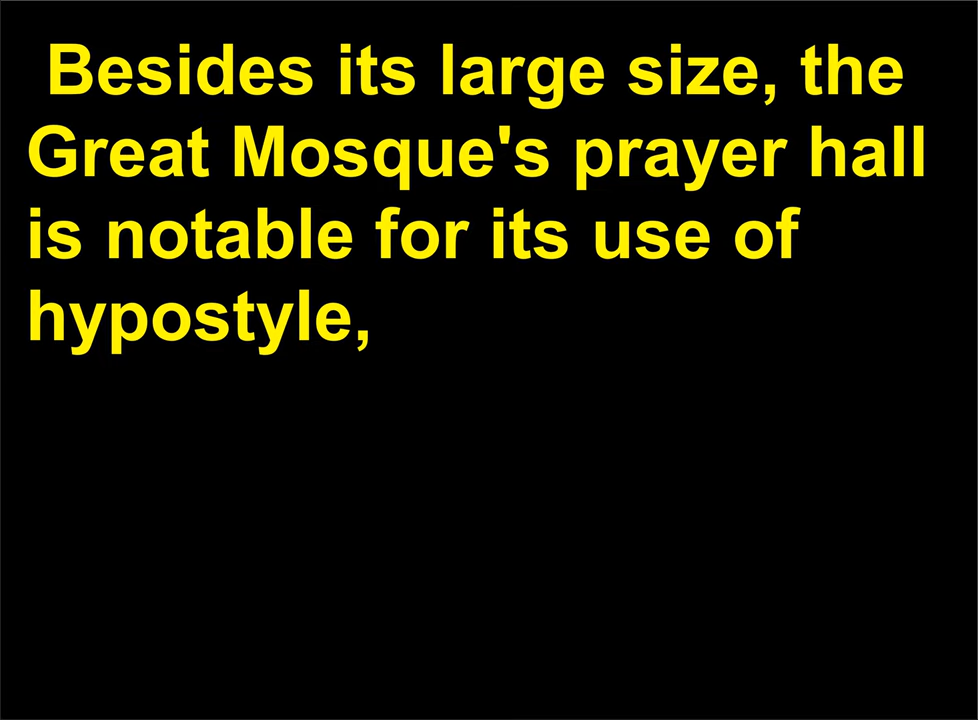 Besides its large size, the
Great Mosque's prayer hall
is notable for its use of
hypostyle,